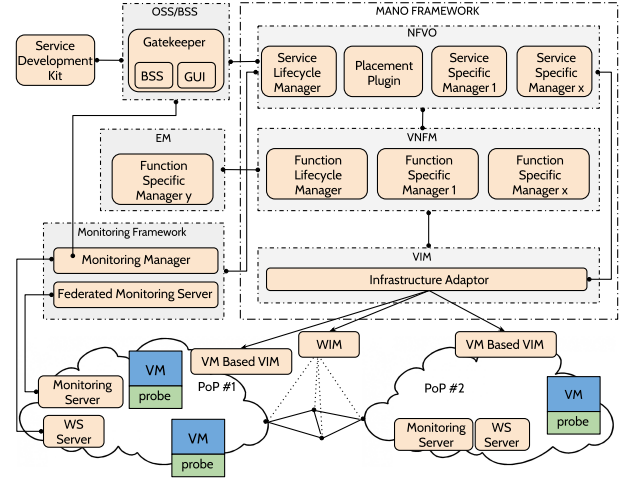 OSS/BSS
MANO FRAMEWORK
NFVO
Service
Development
Kit
Gatekeeper
BSS
GUI
Service
Lifecycle
Manager
Placement
Plugin
Service
Specific
Manager 1
Service
Specific
Manager x
EM
Function
Specific
Manager y
VNFM
Function
Lifecycle
Manager
Function
Specific
Manager 1
Function
Specific
Manager x
Monitoring Framework
Monitoring Manager
Federated Monitoring Server
VIM
Infrastructure Adaptor
VM Based VIM
WIM
VM Based VIM
VM
probe
PoP #1
Monitoring
Server
WS
Server
VM
probe
PoP #2
VM
probe
Monitoring
Server
WS
Server